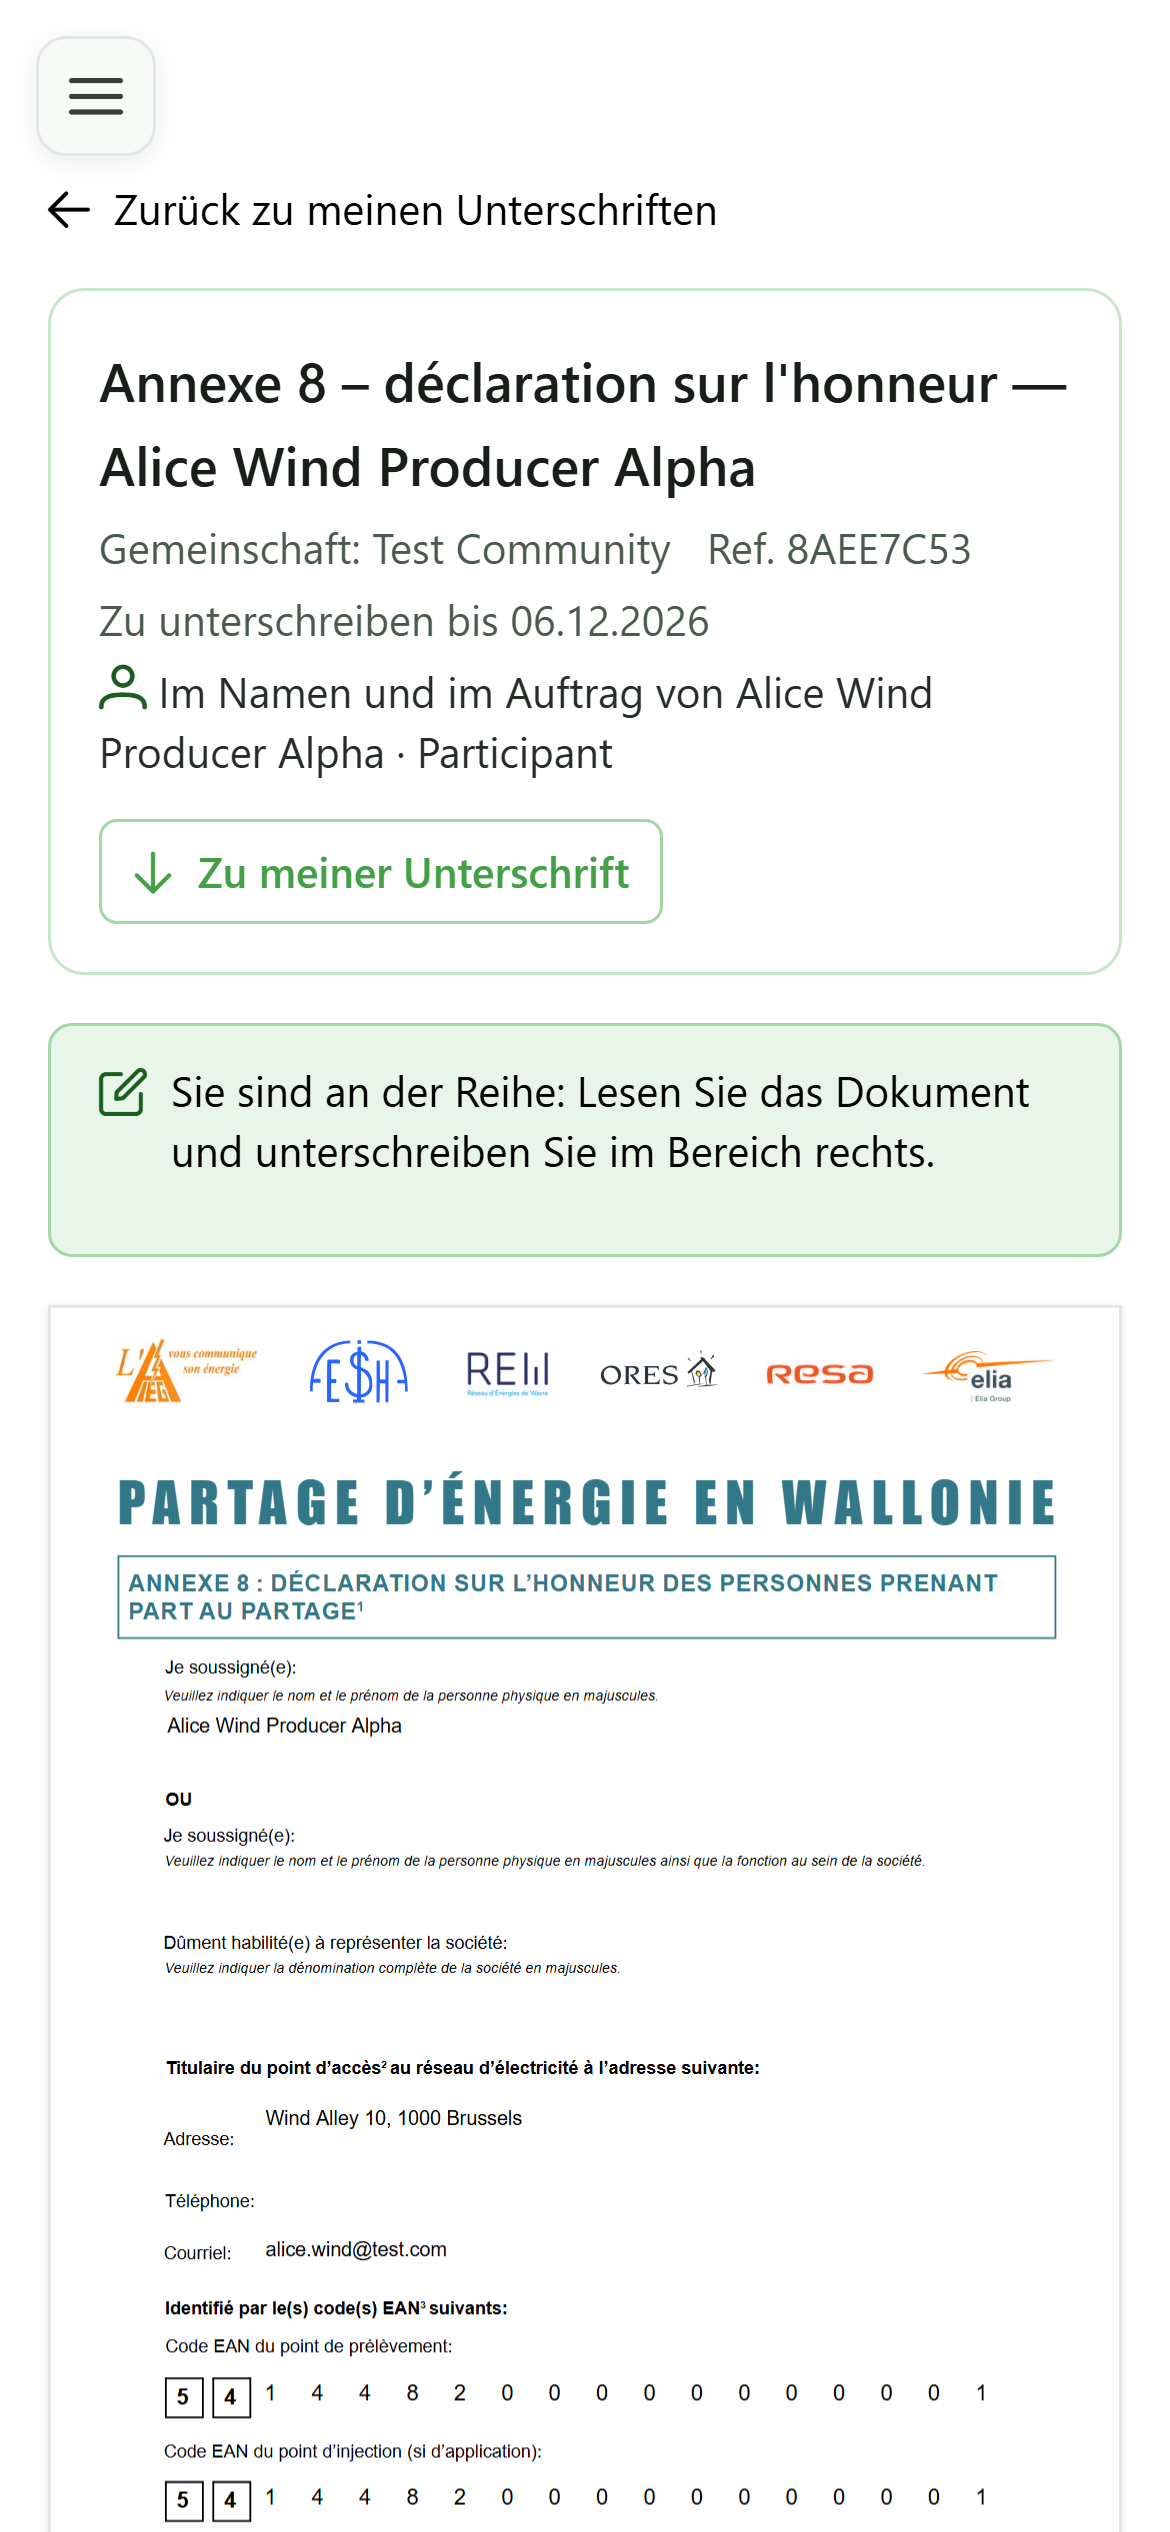 Zurück zu meinen Unterschriften
Annexe 8 – déclaration sur l'honneur —
Alice Wind Producer Alpha
Gemeinschaft: Test Community Ref. 8AEE7C53
Zu unterschreiben bis 06.12.2026
Im Namen und im Auftrag von Alice Wind
Producer Alpha · Participant
Zu meiner Unterschrift
Sie sind an der Reihe: Lesen Sie das Dokument
und unterschreiben Sie im Bereich rechts.
L'AIEG vous communique
son énergie
AESH
REW
Réseau d'Énergies de Wavre
ORES
resa
elia
Elia Group
PARTAGE D'ÉNERGIE EN WALLONIE
ANNEXE 8 : DÉCLARATION SUR L'HONNEUR DES PERSONNES PRENANT
PART AU PARTAGE¹
Je soussigné(e):
Veuillez indiquer le nom et le prénom de la personne physique en majuscules.
Alice Wind Producer Alpha
OU
Je soussigné(e):
Veuillez indiquer le nom et le prénom de la personne physique en majuscules ainsi que la fonction au sein de la société.
Dûment habilité(e) à représenter la société:
Veuillez indiquer la dénomination complète de la société en majuscules.
Titulaire du point d'accès² au réseau d'électricité à l'adresse suivante:
Wind Alley 10, 1000 Brussels
Adresse:
Téléphone:
Courriel: alice.wind@test.com
Identifié par le(s) code(s) EAN³ suivants:
Code EAN du point de prélèvement:
5 4 1 4 4 8 2 0 0 0 0 0 0 0 0 0 0 1
Code EAN du point d'injection (si d'application):
5 4 1 4 4 8 2 0 0 0 0 0 0 0 0 0 0 1